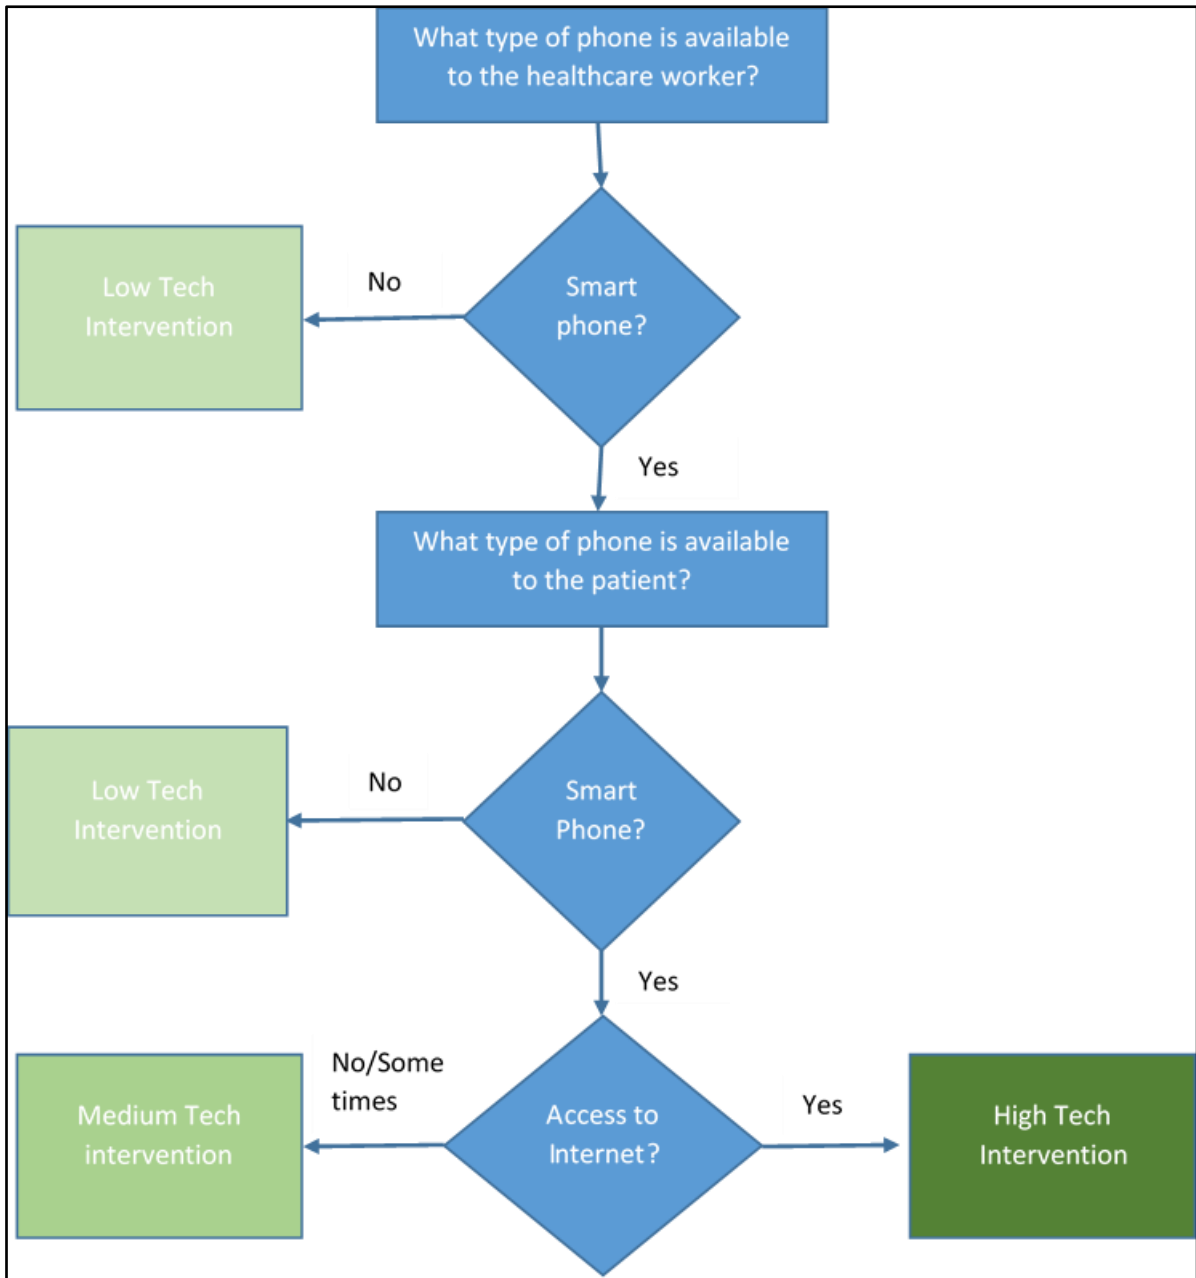 What type of phone is available
to the healthcare worker?
Low Tech
Intervention
No
Smart
phone?
Yes
What type of phone is available
to the patient?
Low Tech
Intervention
No
Smart
Phone?
Yes
Medium Tech
intervention
No/Some
times
Access to
Internet?
Yes
High Tech
Intervention